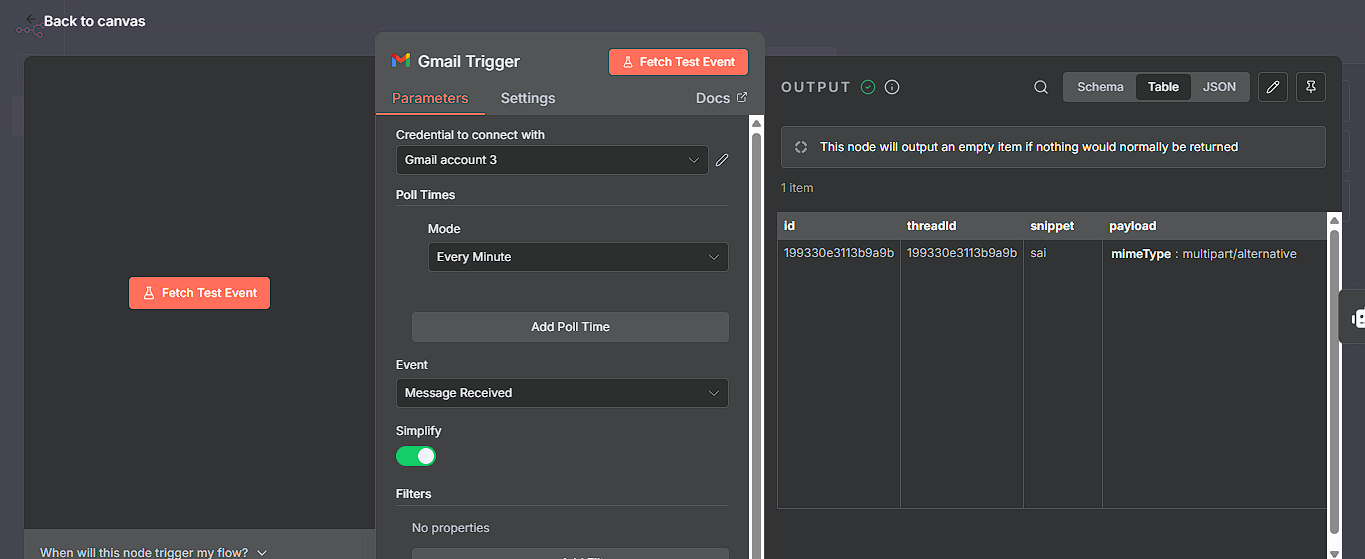 Back to canvas
Fetch Test Event
When will this node trigger my flow?
Gmail Trigger
Fetch Test Event
Parameters Settings Docs
Credential to connect with
Gmail account 3
Poll Times
Mode
Every Minute
Add Poll Time
Event
Message Received
Simplify
Filters
No properties
OUTPUT
Schema Table JSON
This node will output an empty item if nothing would normally be returned
1 item
id threadId snippet payload
199330e3113b9a9b 199330e3113b9a9b sai mimeType : multipart/alternative